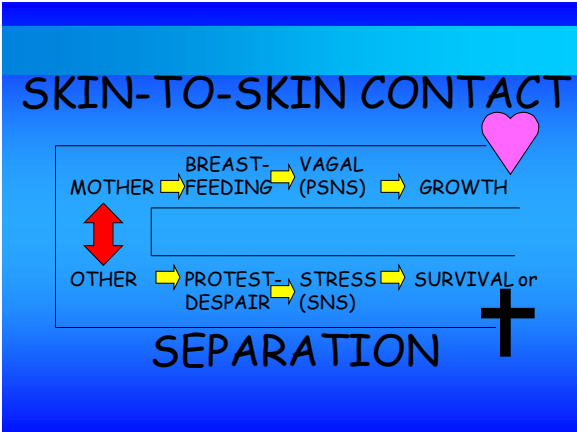 SKIN-TO-SKIN CONTACT
MOTHER BREAST-FEEDING VAGAL (PSNS) GROWTH
OTHER PROTEST-DESPAIR STRESS (SNS) SURVIVAL or
SEPARATION